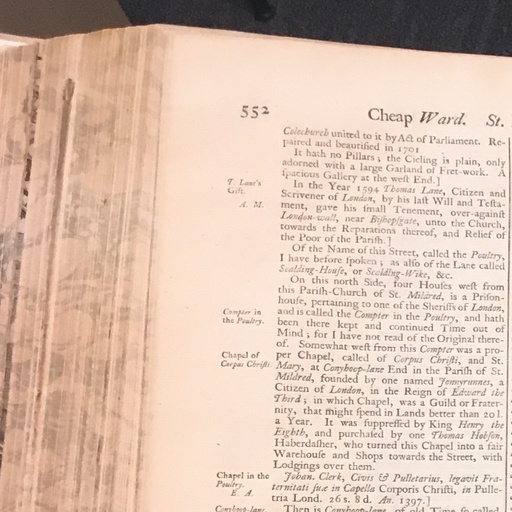 552
Cheap Ward. St.
Colechurch united to it by Act of Parliament. Re-
paired and beautified in 1701
It hath no Pillars; the Cieling is plain, only
adorned with a large Garland of Fret-work. A
spacious Gallery at the west End.]
T. Lane's
Gift.
A. M.
In the Year 1594 Thomas Lane, Citizen and
Scrivener of London, by his last Will and Testa-
ment, gave his small Tenement, over-against
London-wall, near Bishopsgate, unto the Church,
towards the Reparations thereof, and Relief of
the Poor of the Parish.]
Of the Name of this Street, called the Poultry,
I have before spoken; as also of the Lane called
Scalding-House, or Scalding-Wike, &c.
On this north Side, four Houses west from
this Parish-Church of St. Mildred, is a Prison-
house, pertaining to one of the Sheriffs of London,
Compter in
the Poultry.
and is called the Compter in the Poultry, and hath
been there kept and continued Time out of
Mind; for I have not read of the Original there-
of. Somewhat west from this Compter was a pro-
Chapel of
Corpus Christi.
per Chapel, called of Corpus Christi, and St.
Mary, at Conyhoop-lane End in the Parish of St.
Mildred, founded by one named Jonnyrunnes, a
Citizen of London, in the Reign of Edward the
Third; in which Chapel, was a Guild or Frater-
nity, that might spend in Lands better than 20 l.
a Year. It was suppressed by King Henry the
Eighth, and purchased by one Thomas Hobson,
Haberdasher, who turned this Chapel into a fair
Warehouse and Shops towards the Street, with
Lodgings over them.
Chapel in the
Poultry.
E. A.
Johan. Clerk, Civis & Pulletarius, legavit Fra-
ternitati suæ in Capella Corporis Christi, in Pulle-
tria Lond. 26 s. 8 d. An. 1397.]
Conyhoop-lane.
Then is Conyhoop-lane, of old Time so called